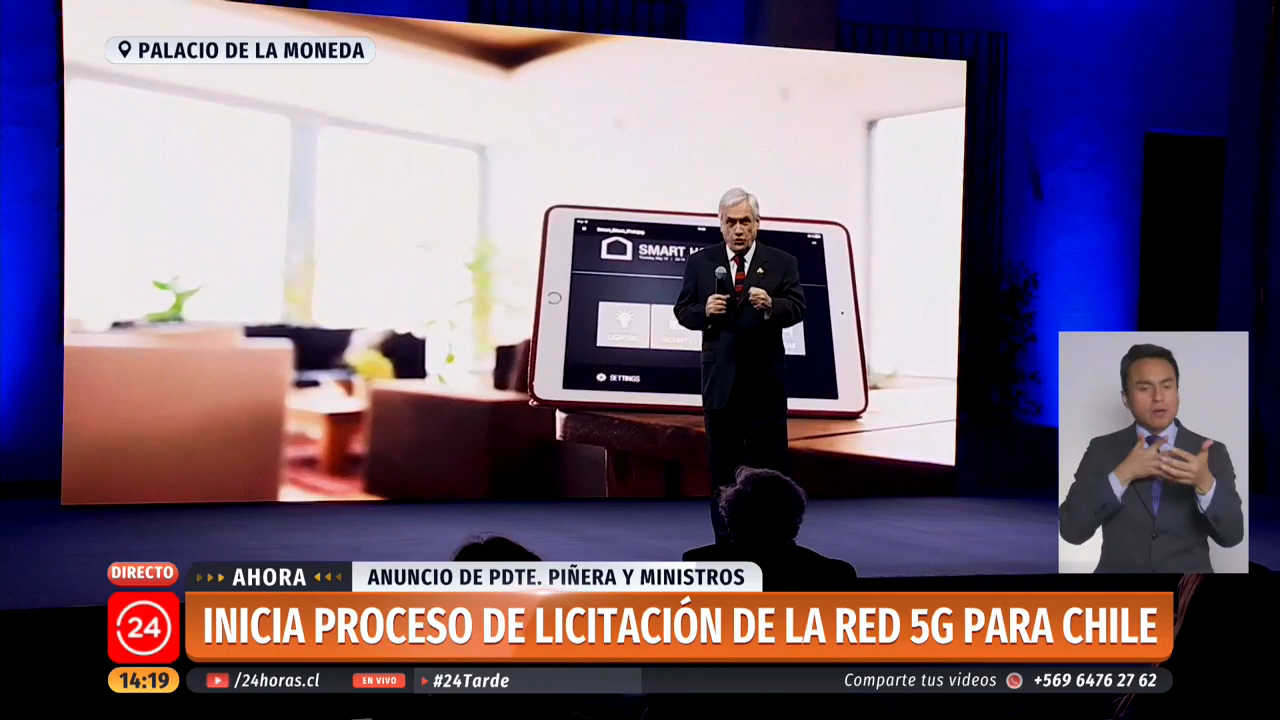 PALACIO DE LA MONEDA
SMART
SETTINGS
DIRECTO
AHORA
ANUNCIO DE PDTE. PIÑERA Y MINISTROS
24
INICIA PROCESO DE LICITACIÓN DE LA RED 5G PARA CHILE
14:19
/24horas.cl
EN VIVO
#24Tarde
Comparte tus videos
+569 6476 27 62